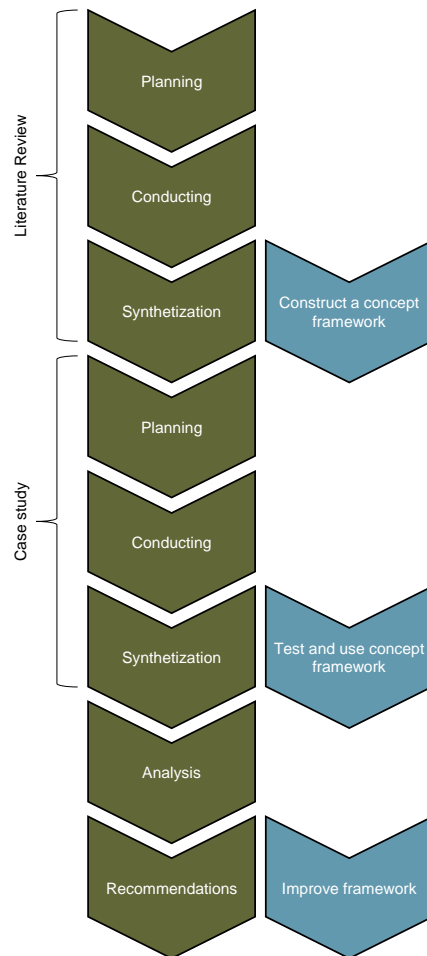 Literature Review
Planning
Conducting
Synthetization
Construct a concept
framework
Case study
Planning
Conducting
Synthetization
Test and use concept
framework
Analysis
Recommendations
Improve framework